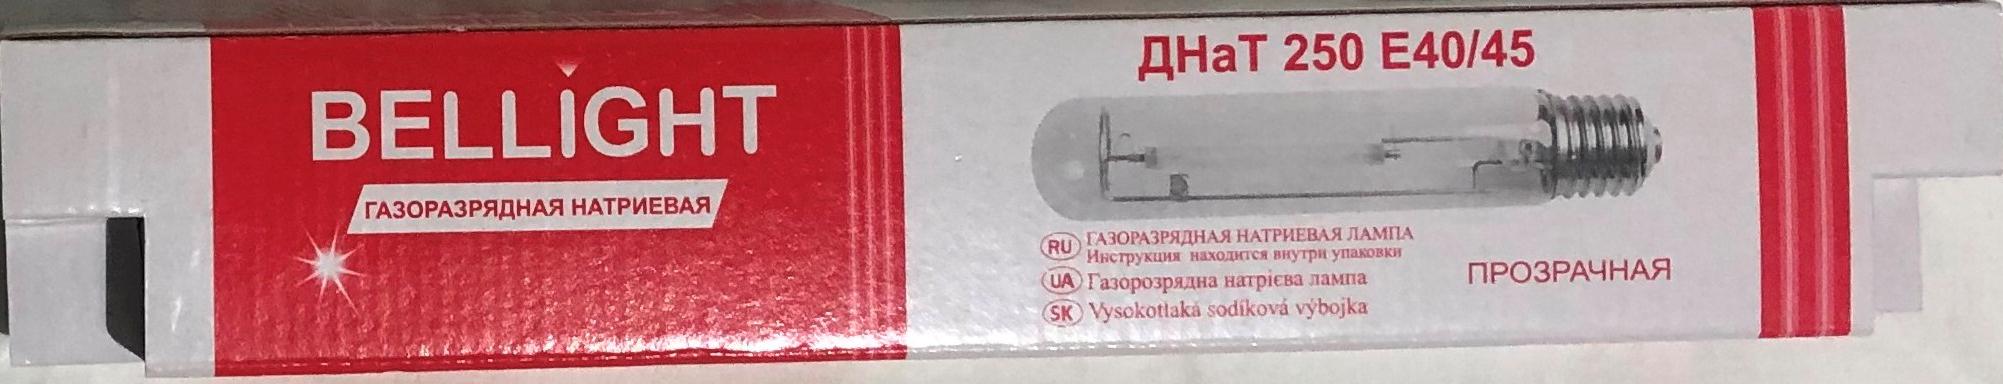 BELLIGHT
ГАЗОРАЗРЯДНАЯ НАТРИЕВАЯ
ДНаТ 250 Е40/45
RU ГАЗОРАЗРЯДНАЯ НАТРИЕВАЯ ЛАМПА
Инструкция находится внутри упаковки
UA Газорозрядна натрієва лампа
SK Vysokotlaká sodíková výbojka
ПРОЗРАЧНАЯ